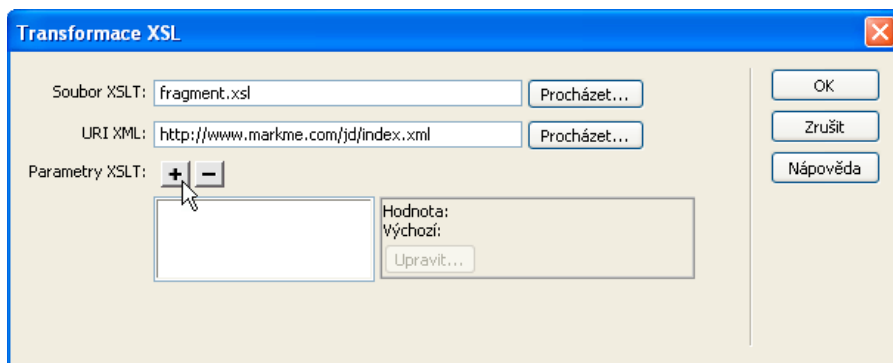 Transformace XSL
Soubor XSLT: fragment.xsl Procházet...
URI XML: http://www.markme.com/jd/index.xml Procházet...
Parametry XSLT: + −
Hodnota:
Výchozí:
Upravit...
OK
Zrušit
Nápověda